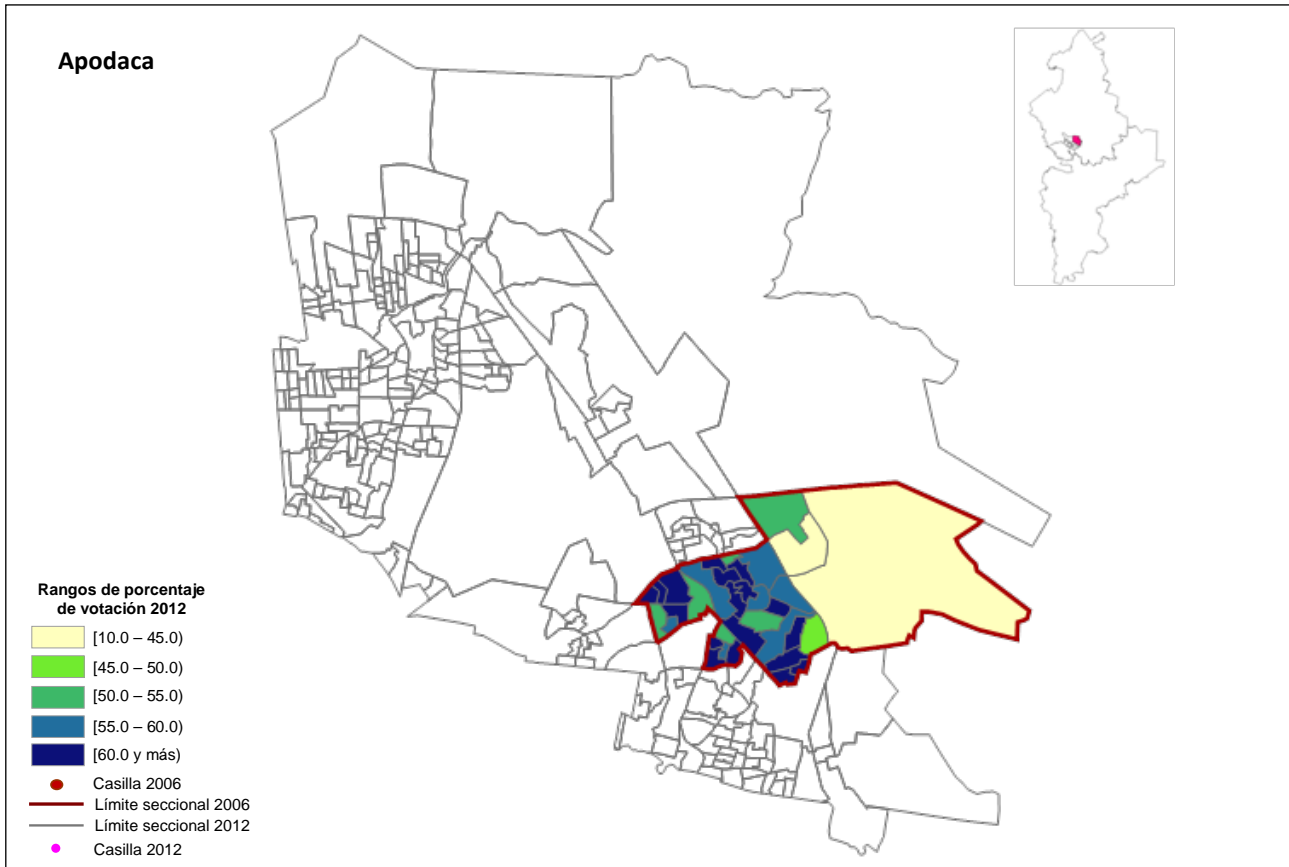 Apodaca
Rangos de porcentaje
de votación 2012
[10.0 – 45.0)
[45.0 – 50.0)
[50.0 – 55.0)
[55.0 – 60.0)
[60.0 y más)
Casilla 2006
Límite seccional 2006
Límite seccional 2012
Casilla 2012